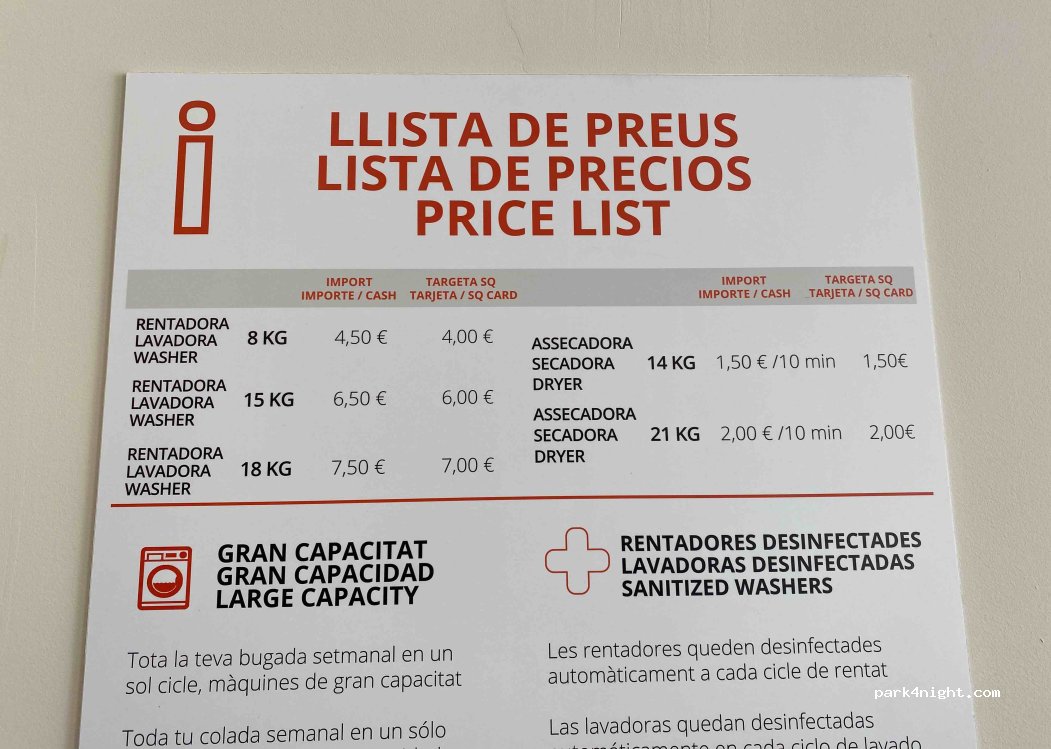 LLISTA DE PREUS
LISTA DE PRECIOS
PRICE LIST
IMPORT
IMPORTE / CASH
TARGETA SQ
TARJETA / SQ CARD
IMPORT
IMPORTE / CASH
TARGETA SQ
TARJETA / SQ CARD
RENTADORA
LAVADORA
WASHER
8 KG 4,50 € 4,00 €
RENTADORA
LAVADORA
WASHER
15 KG 6,50 € 6,00 €
RENTADORA
LAVADORA
WASHER
18 KG 7,50 € 7,00 €
ASSECADORA
SECADORA
DRYER
14 KG 1,50 € /10 min 1,50€
ASSECADORA
SECADORA
DRYER
21 KG 2,00 € /10 min 2,00€
GRAN CAPACITAT
GRAN CAPACIDAD
LARGE CAPACITY
Tota la teva bugada setmanal en un
sol cicle, màquines de gran capacitat
Toda tu colada semanal en un sólo
RENTADORES DESINFECTADES
LAVADORAS DESINFECTADAS
SANITIZED WASHERS
Les rentadores queden desinfectades
automàticament a cada cicle de rentat
Las lavadoras quedan desinfectadas
automáticamente en cada ciclo de lavado
park4night.com